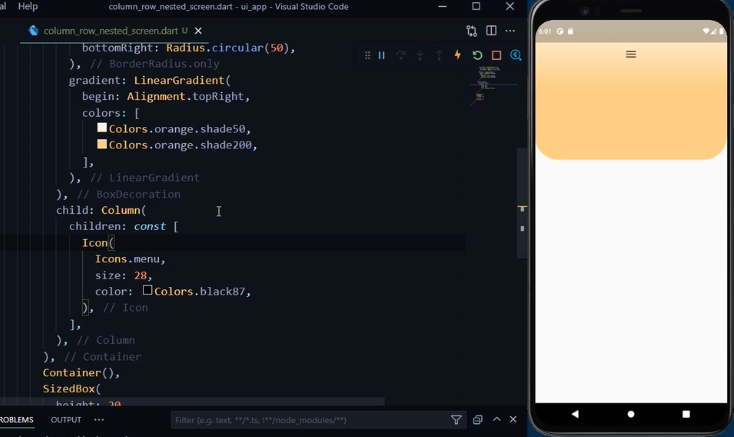 al Help
column_row_nested_screen.dart - ui_app - Visual Studio Code
column_row_nested_screen.dart U
bottomRight: Radius.circular(50),
), // BorderRadius.only
gradient: LinearGradient(
begin: Alignment.topRight,
colors: [
Colors.orange.shade50,
Colors.orange.shade200,
],
), // LinearGradient
), // BoxDecoration
child: Column(
children: const [
Icon(
Icons.menu,
size: 28,
color: Colors.black87,
), // Icon
],
), // Column
), // Container
Container(),
SizedBox(
height: 20
ROBLEMS OUTPUT
Filter (e.g. text, **/*.ts, !**/node_modules/**)